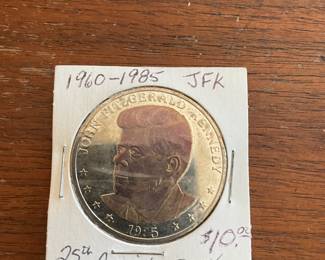 1960-1985 JFK
JOHN FITZGERALD KENNEDY
1985
$10.00
25th